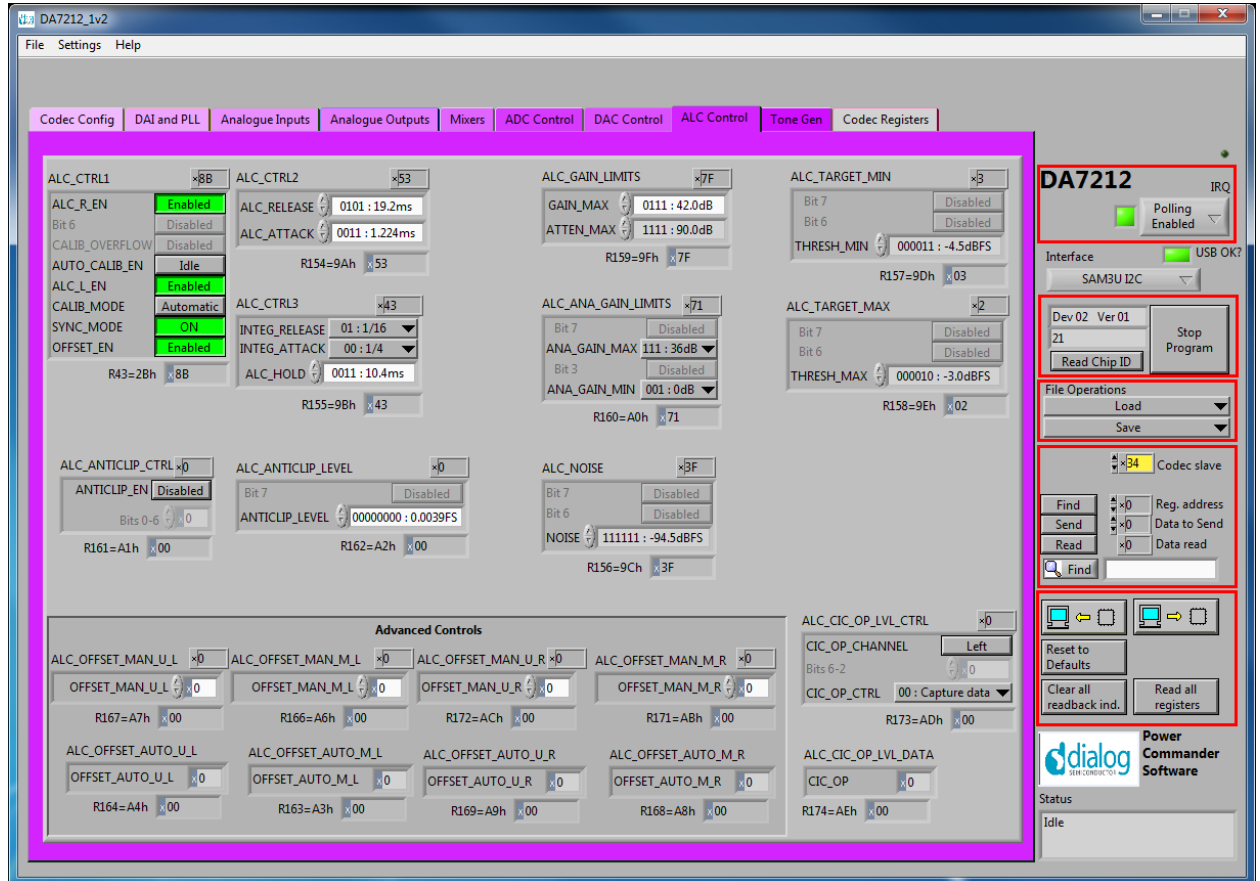 DA7212_1v2
File Settings Help
Codec Config DAI and PLL Analogue Inputs Analogue Outputs Mixers ADC Control DAC Control ALC Control Tone Gen Codec Registers
ALC_CTRL1 x8B
ALC_R_EN Enabled
Bit 6 Disabled
CALIB_OVERFLOW Disabled
AUTO_CALIB_EN Idle
ALC_L_EN Enabled
CALIB_MODE Automatic
SYNC_MODE ON
OFFSET_EN Enabled
R43=2Bh x8B
ALC_CTRL2 x53
ALC_RELEASE 0101 : 19.2ms
ALC_ATTACK 0011 : 1.224ms
R154=9Ah x53
ALC_CTRL3 x43
INTEG_RELEASE 01 : 1/16
INTEG_ATTACK 00 : 1/4
ALC_HOLD 0011 : 10.4ms
R155=9Bh x43
ALC_GAIN_LIMITS x7F
GAIN_MAX 0111 : 42.0dB
ATTEN_MAX 1111 : 90.0dB
R159=9Fh x7F
ALC_ANA_GAIN_LIMITS x71
Bit 7 Disabled
ANA_GAIN_MAX 111 : 36dB
Bit 3 Disabled
ANA_GAIN_MIN 001 : 0dB
R160=A0h x71
ALC_TARGET_MIN x3
Bit 7 Disabled
Bit 6 Disabled
THRESH_MIN 000011 : -4.5dBFS
R157=9Dh x03
ALC_TARGET_MAX x2
Bit 7 Disabled
Bit 6 Disabled
THRESH_MAX 000010 : -3.0dBFS
R158=9Eh x02
ALC_ANTICLIP_CTRL x0
ANTICLIP_EN Disabled
Bits 0-6 x0
R161=A1h x00
ALC_ANTICLIP_LEVEL x0
Bit 7 Disabled
ANTICLIP_LEVEL 00000000 : 0.0039FS
R162=A2h x00
ALC_NOISE x3F
Bit 7 Disabled
Bit 6 Disabled
NOISE 111111 : -94.5dBFS
R156=9Ch x3F
Advanced Controls
ALC_OFFSET_MAN_U_L x0 ALC_OFFSET_MAN_M_L x0 ALC_OFFSET_MAN_U_R x0 ALC_OFFSET_MAN_M_R x0
OFFSET_MAN_U_L x0 OFFSET_MAN_M_L x0 OFFSET_MAN_U_R x0 OFFSET_MAN_M_R x0
R167=A7h x00 R166=A6h x00 R172=ACh x00 R171=ABh x00
ALC_OFFSET_AUTO_U_L ALC_OFFSET_AUTO_M_L ALC_OFFSET_AUTO_U_R ALC_OFFSET_AUTO_M_R
OFFSET_AUTO_U_L x0 OFFSET_AUTO_M_L x0 OFFSET_AUTO_U_R x0 OFFSET_AUTO_M_R x0
R164=A4h x00 R163=A3h x00 R169=A9h x00 R168=A8h x00
ALC_CIC_OP_LVL_CTRL x0
CIC_OP_CHANNEL Left
Bits 6-2 x0
CIC_OP_CTRL 00 : Capture data
R173=ADh x00
ALC_CIC_OP_LVL_DATA
CIC_OP x0
R174=AEh x00
DA7212 IRQ
Polling
Enabled
Interface USB OK?
SAM3U I2C
Dev 02 Ver 01
21
Read Chip ID
Stop
Program
File Operations
Load
Save
x34 Codec slave
Find x0 Reg. address
Send x0 Data to Send
Read x0 Data read
Find
Reset to
Defaults
Clear all
readback ind.
Read all
registers
dialog
SEMICONDUCTOR
Power
Commander
Software
Status
Idle